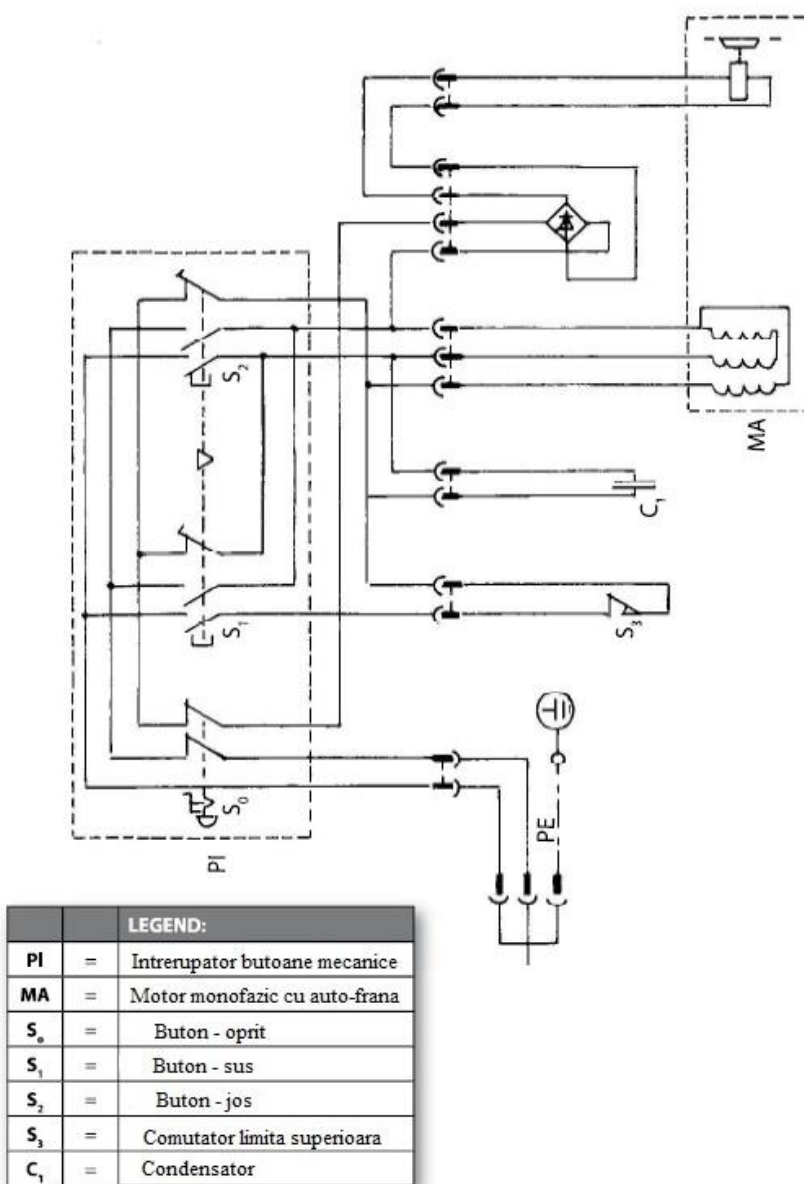 MA
S₂
C₁
S₁
S₃
S₀
PE
PI
LEGEND:
PI = Intrerupator butoane mecanice
MA = Motor monofazic cu auto-frana
Sₒ = Buton - oprit
S₁ = Buton - sus
S₂ = Buton - jos
S₃ = Comutator limita superioara
C₁ = Condensator